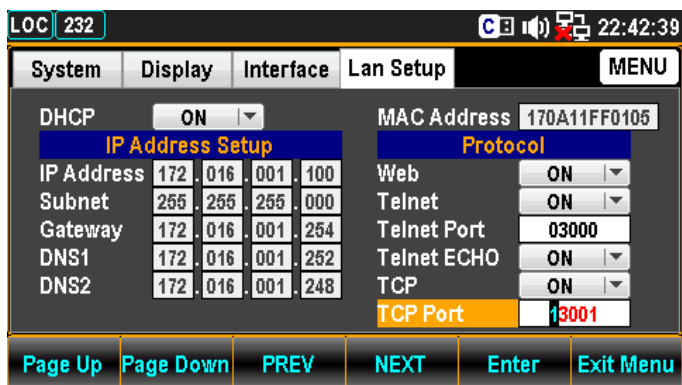 LOC 232 C 22:42:39
System Display Interface Lan Setup MENU
DHCP ON MAC Address 170A11FF0105
IP Address Setup Protocol
IP Address 172 . 016 . 001 . 100 Web ON
Subnet 255 . 255 . 255 . 000 Telnet ON
Gateway 172 . 016 . 001 . 254 Telnet Port 03000
DNS1 172 . 016 . 001 . 252 Telnet ECHO ON
DNS2 172 . 016 . 001 . 248 TCP ON
TCP Port 13001
Page Up Page Down PREV NEXT Enter Exit Menu